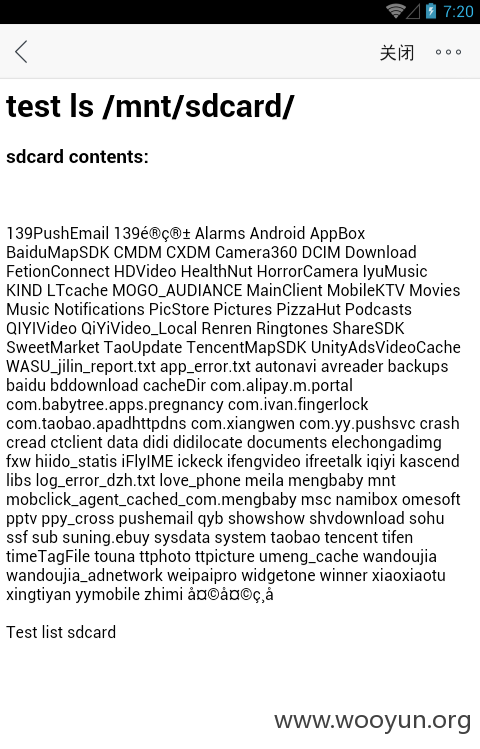 7:20
关闭
test ls /mnt/sdcard/
sdcard contents:
139PushEmail 139é®ç®± Alarms Android AppBox
BaiduMapSDK CMDM CXDM Camera360 DCIM Download
FetionConnect HDVideo HealthNut HorrorCamera IyuMusic
KIND LTcache MOGO_AUDIANCE MainClient MobileKTV Movies
Music Notifications PicStore Pictures PizzaHut Podcasts
QIYIVideo QiYiVideo_Local Renren Ringtones ShareSDK
SweetMarket TaoUpdate TencentMapSDK UnityAdsVideoCache
WASU_jilin_report.txt app_error.txt autonavi avreader backups
baidu bddownload cacheDir com.alipay.m.portal
com.babytree.apps.pregnancy com.ivan.fingerlock
com.taobao.apadhttpdns com.xiangwen com.yy.pushsvc crash
cread ctclient data didi didilocate documents elechongadimg
fxw hiido_statis iFlyIME ickeck ifengvideo ifreetalk iqiyi kascend
libs log_error_dzh.txt love_phone meila mengbaby mnt
mobclick_agent_cached_com.mengbaby msc namibox omesoft
pptv ppy_cross pushemail qyb showshow shvdownload sohu
ssf sub suning.ebuy sysdata system taobao tencent tifen
timeTagFile touna ttphoto ttpicture umeng_cache wandoujia
wandoujia_adnetwork weipaipro widgetone winner xiaoxiaotu
xingtiyan yymobile zhimi å¤©å¤©ç¸å
Test list sdcard
www.wooyun.org